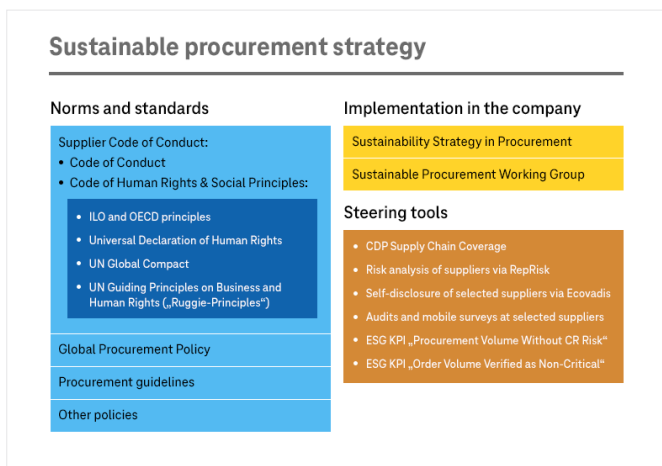 Sustainable procurement strategy
Norms and standards
Supplier Code of Conduct:
• Code of Conduct
• Code of Human Rights & Social Principles:
• ILO and OECD principles
• Universal Declaration of Human Rights
• UN Global Compact
• UN Guiding Principles on Business and
Human Rights („Ruggie-Principles“)
Global Procurement Policy
Procurement guidelines
Other policies
Implementation in the company
Sustainability Strategy in Procurement
Sustainable Procurement Working Group
Steering tools
• CDP Supply Chain Coverage
• Risk analysis of suppliers via RepRisk
• Self-disclosure of selected suppliers via Ecovadis
• Audits and mobile surveys at selected suppliers
• ESG KPI „Procurement Volume Without CR Risk“
• ESG KPI „Order Volume Verified as Non-Critical“